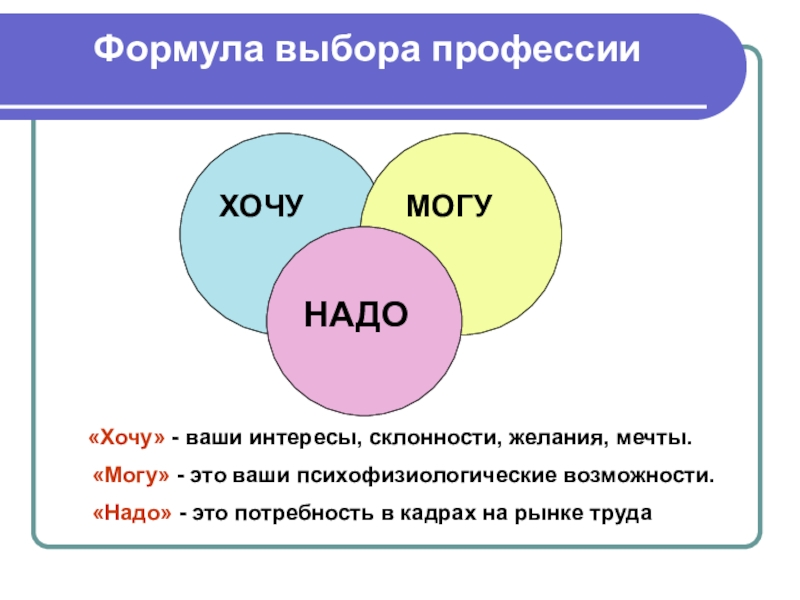 Формула выбора профессии
ХОЧУ
МОГУ
НАДО
«Хочу» - ваши интересы, склонности, желания, мечты.
«Могу» - это ваши психофизиологические возможности.
«Надо» - это потребность в кадрах на рынке труда